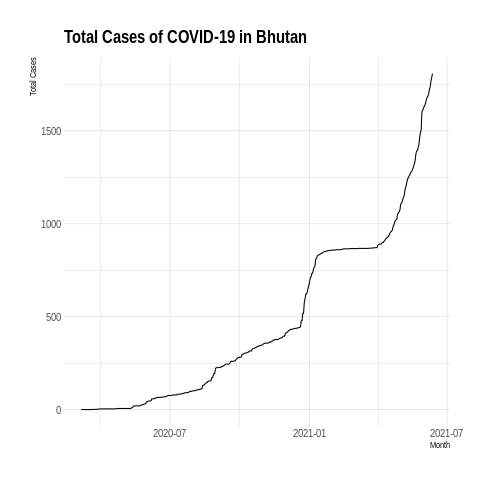 Total Cases of COVID-19 in Bhutan
Total Cases
1500
1000
500
0
2020-07
2021-01
2021-07
Month